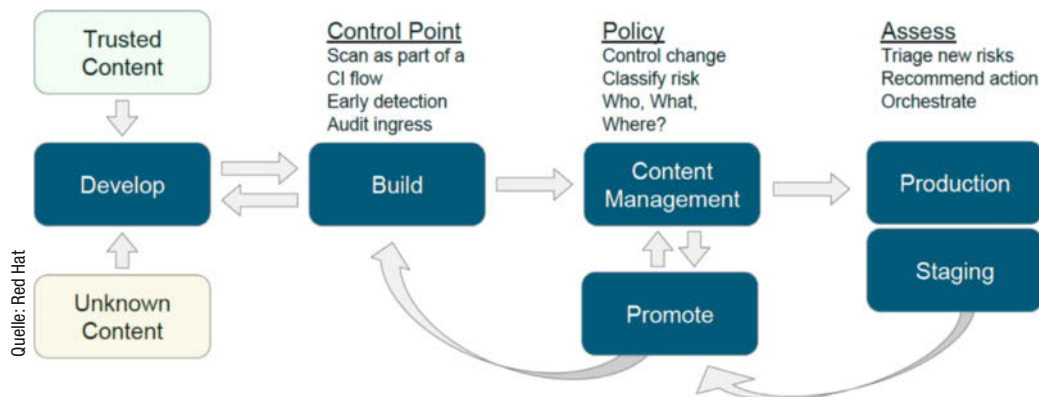 Trusted
Content
Control Point
Scan as part of a
CI flow
Early detection
Audit ingress
Policy
Control change
Classify risk
Who, What,
Where?
Assess
Triage new risks
Recommend action
Orchestrate
Develop
Build
Content
Management
Production
Staging
Promote
Unknown
Content
Quelle: Red Hat